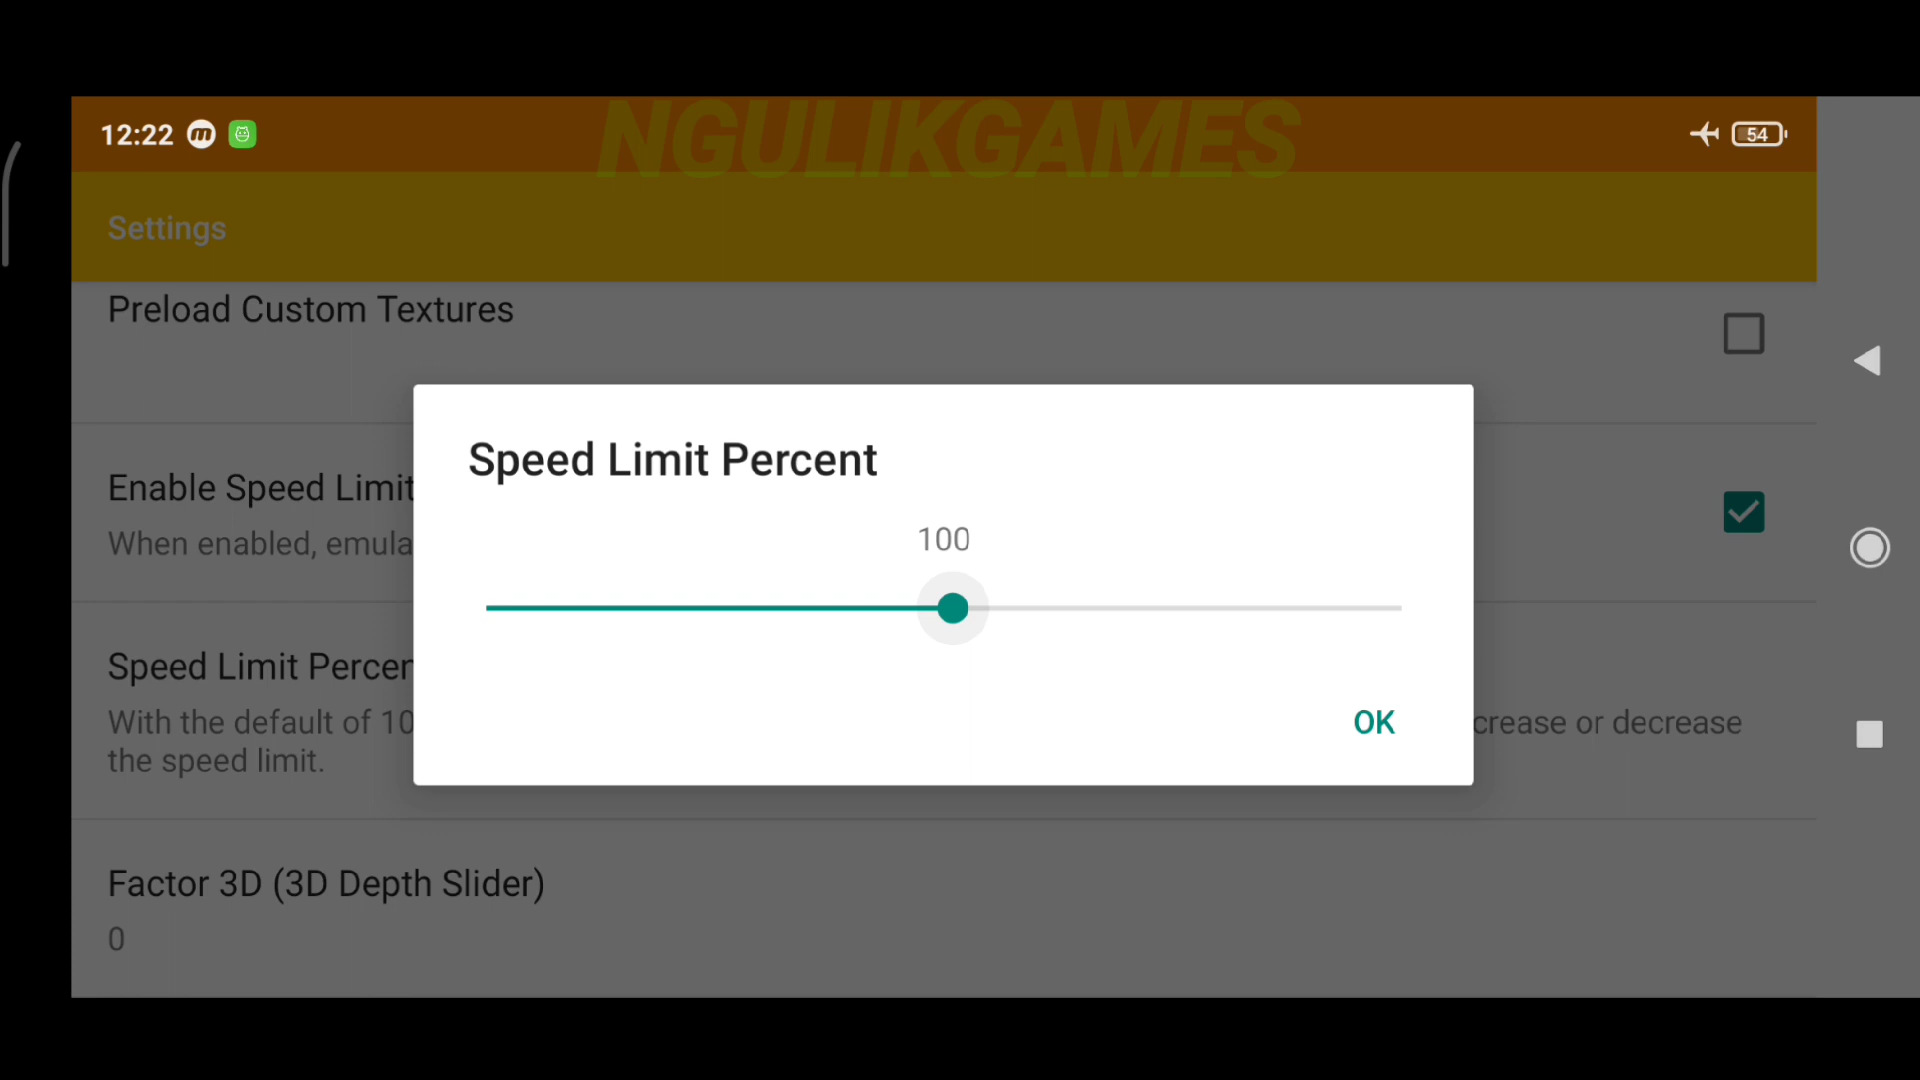 NGULIKGAMES
12:22
54
Settings
Preload Custom Textures
Speed Limit Percent
100
OK
Enable Speed Limit
When enabled, emula
Speed Limit Percen
With the default of 10
crease or decrease
the speed limit.
Factor 3D (3D Depth Slider)
0